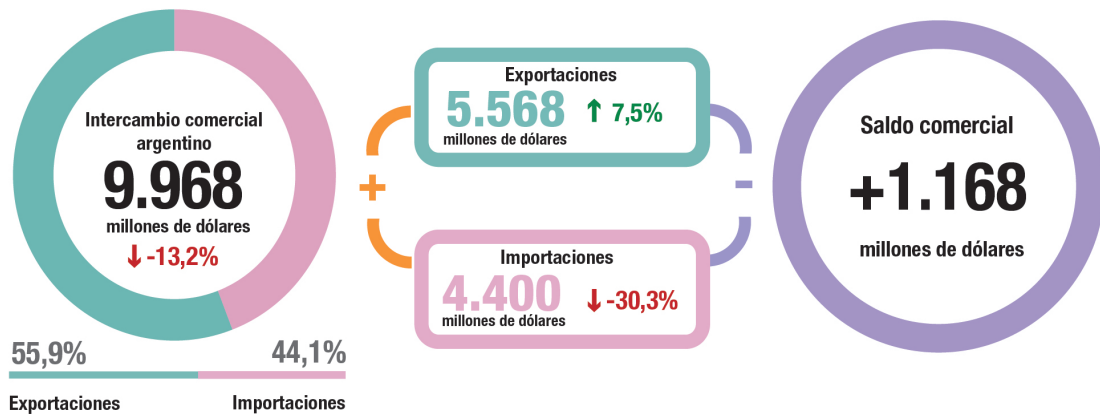 Intercambio comercial
argentino
9.968
millones de dólares
↓ -13,2%
55,9%
44,1%
Exportaciones
Importaciones
+
Exportaciones
5.568 ↑ 7,5%
millones de dólares
Importaciones
4.400 ↓ -30,3%
millones de dólares
-
Saldo comercial
+1.168
millones de dólares